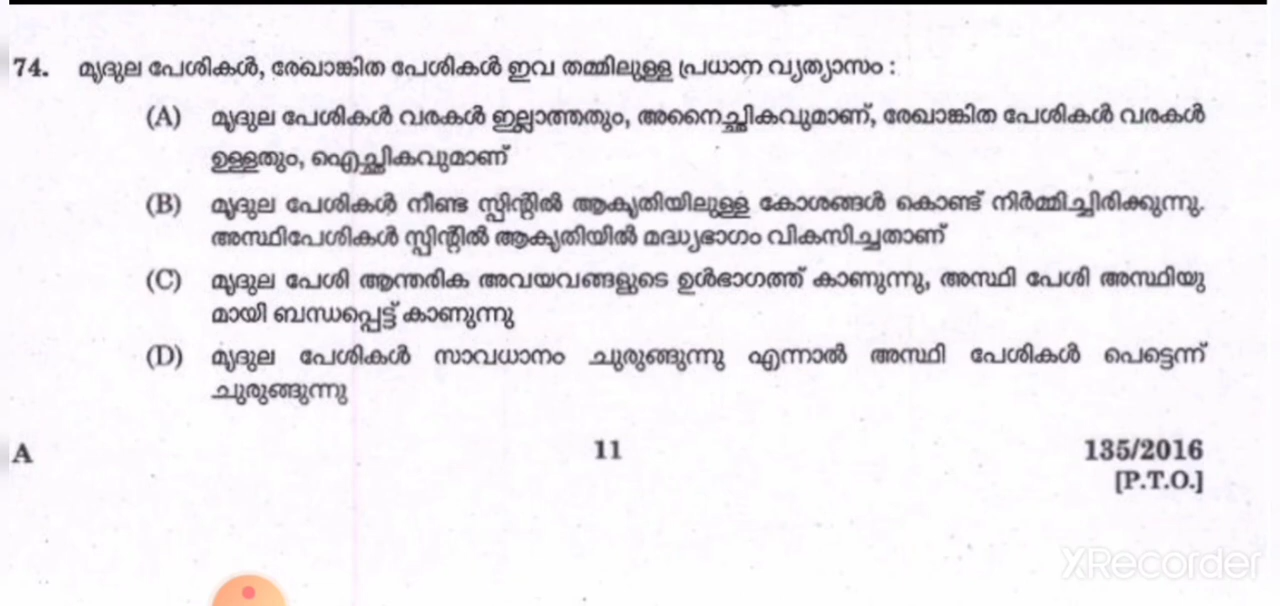 74. മൃദുല പേശികൾ, രേഖാങ്കിത പേശികൾ ഇവ തമ്മിലുള്ള പ്രധാന വ്യത്യാസം :
(A) മൃദുല പേശികൾ വരകൾ ഇല്ലാത്തതും, അനൈച്ഛികവുമാണ്, രേഖാങ്കിത പേശികൾ വരകൾ
ഉള്ളതും, ഐച്ഛികവുമാണ്
(B) മൃദുല പേശികൾ നീണ്ട സ്പിന്റിൽ ആകൃതിയിലുള്ള കോശങ്ങൾ കൊണ്ട് നിർമ്മിച്ചിരിക്കുന്നു.
അസ്ഥിപേശികൾ സ്പിന്റിൽ ആകൃതിയിൽ മദ്ധ്യഭാഗം വികസിച്ചതാണ്
(C) മൃദുല പേശി ആന്തരിക അവയവങ്ങളുടെ ഉൾഭാഗത്ത് കാണുന്നു, അസ്ഥി പേശി അസ്ഥിയു
മായി ബന്ധപ്പെട്ട് കാണുന്നു
(D) മൃദുല പേശികൾ സാവധാനം ചുരുങ്ങുന്നു എന്നാൽ അസ്ഥി പേശികൾ പെട്ടെന്ന്
ചുരുങ്ങുന്നു
A 11 135/2016
[P.T.O.]
XRecorder